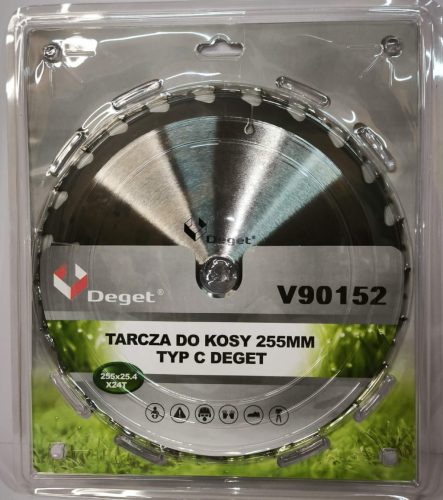 Deget®
Deget®
V90152
TARCZA DO KOSY 255MM
TYP C DEGET
255x25.4
X24T